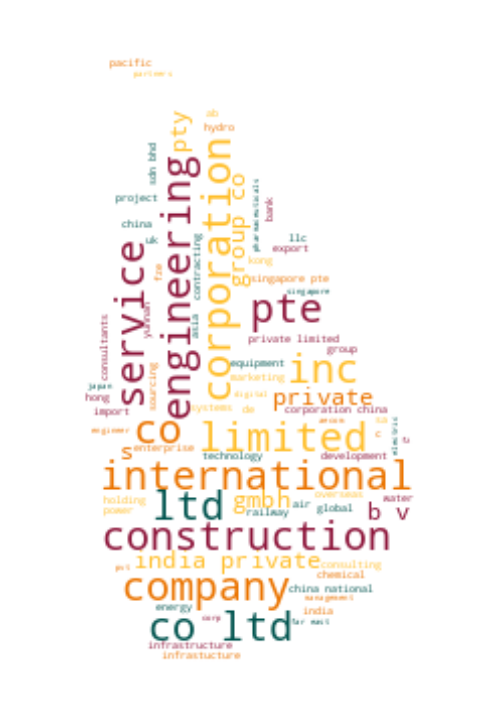 pacific
partners
ab
pty
hydro
corporation
engineering
sdn bhd
group co
pharmaceuticals
bank
project
china
uk
llc
export
contracting
service
kong
fze
singapore pte
singapore
pte
yunnan
asia
consultants
private limited
group
equipment
inc
marketing
japan
sourcing
digital
hong
private
import
systems
de
corporation china
engineer
co
limited
electric
c
enterprise
s
technology
development
international
holding
ltd
gmbh
overseas
water
power
railway
air
global
b v
construction
india private
consulting
pvt
chemical
company
china national
management
energy
india
corp
co ltd
far east
infrastructure
infrastucture